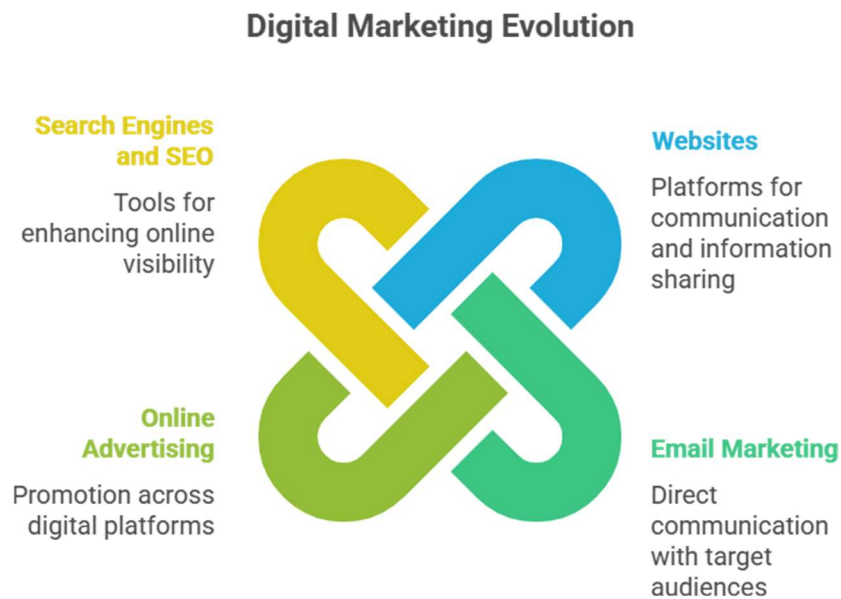 Digital Marketing Evolution
Search Engines
and SEO
Tools for
enhancing online
visibility
Websites
Platforms for
communication
and information
sharing
Online
Advertising
Promotion across
digital platforms
Email Marketing
Direct
communication
with target
audiences